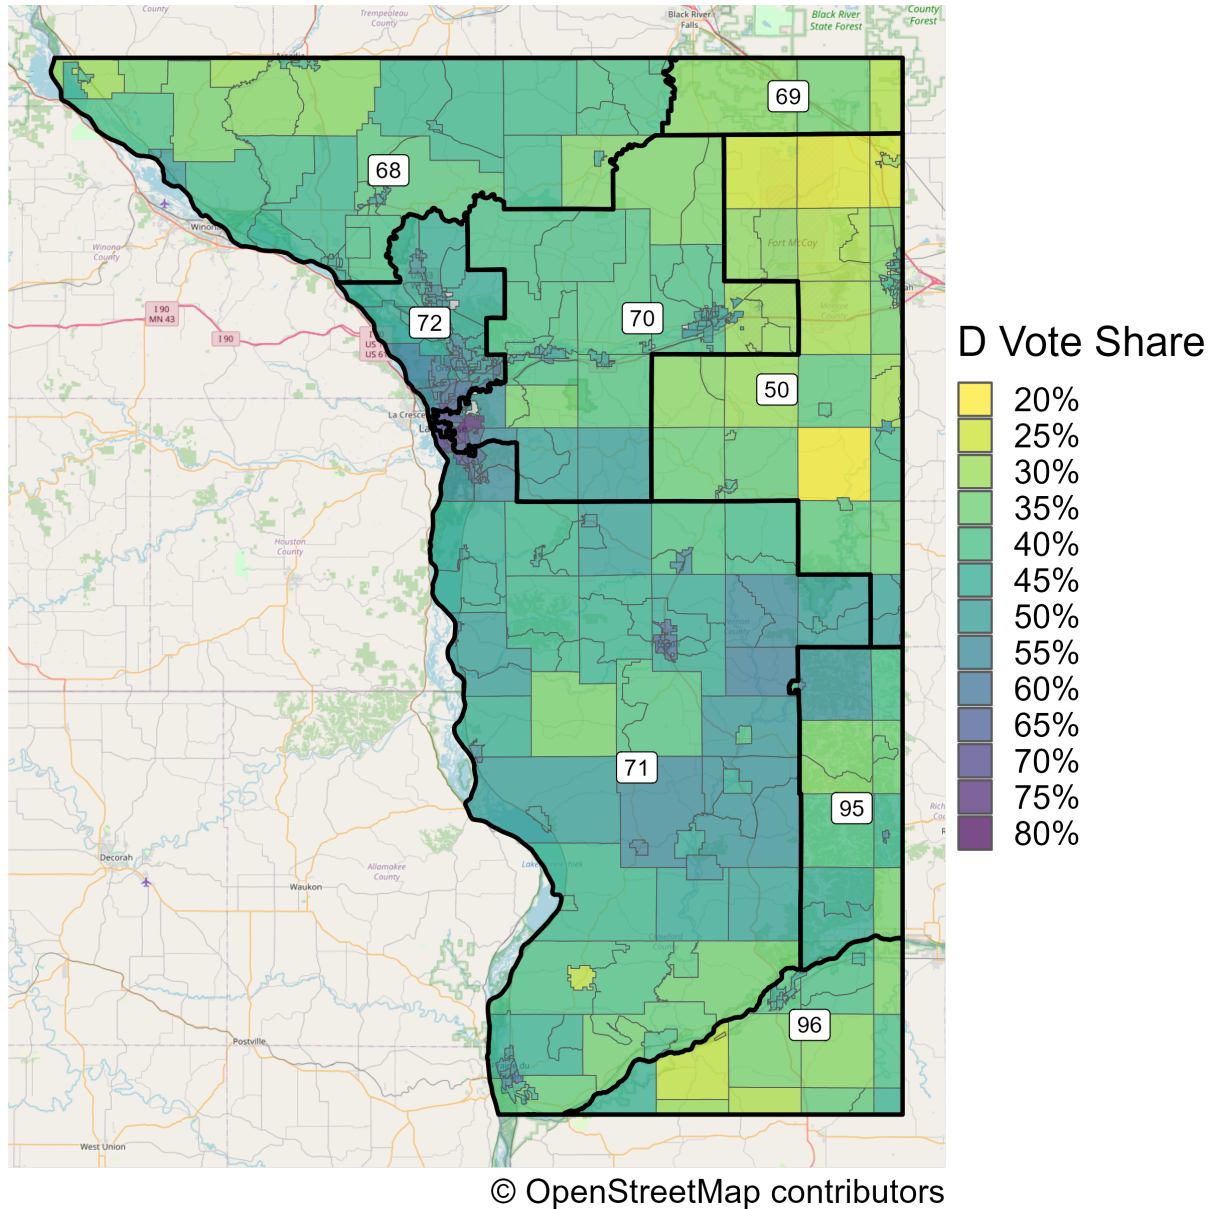 County
Trempealeau
County
Black River
Falls
Black River
State Forest
County
Forest
69
68
Winona
Winona
County
Fort McCoy
I 90
MN 43
I 90
72
70
50
D Vote Share
20%
25%
30%
35%
40%
45%
50%
55%
60%
65%
70%
75%
80%
Houston
County
71
95
Decorah
Allamakee
County
Waukon
Crawford
County
96
Postville
West Union
© OpenStreetMap contributors